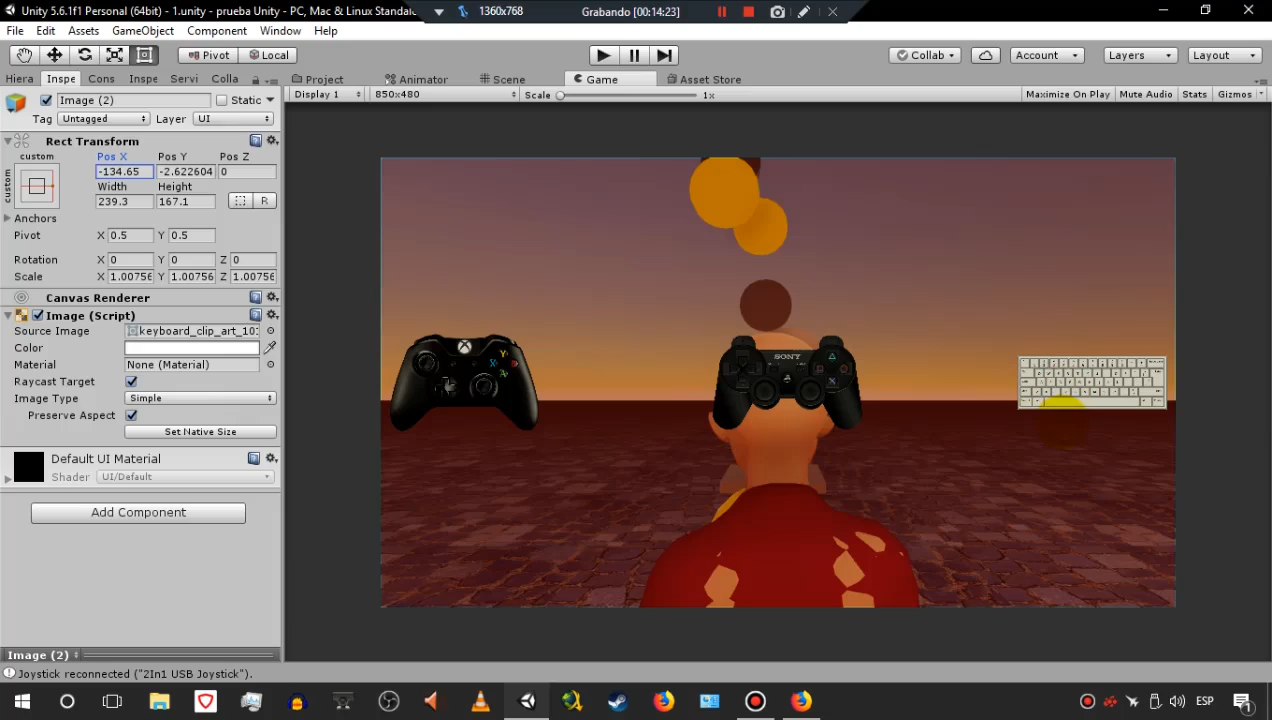 Unity 5.6.1f1 Personal (64bit) - 1.unity - prueba Unity - PC, Mac & Linux Standalo
1360x768
Grabando [00:14:23]
File Edit Assets GameObject Component Window Help
Pivot Local
Collab Account Layers Layout
Hiera Inspe Cons Inspe Servi Colla
Project Animator Scene Game Asset Store
Display 1 850x480 Scale 1x
Maximize On Play Mute Audio Stats Gizmos
Image (2) Static
Tag Untagged Layer UI
Rect Transform
custom Pos X Pos Y Pos Z
custom -134.65 -2.622604 0
Width Height
239.3 167.1 R
Anchors
Pivot X 0.5 Y 0.5
Rotation X 0 Y 0 Z 0
Scale X 1.00756 Y 1.00756 Z 1.00756
Canvas Renderer
Image (Script)
Source Image keyboard_clip_art_10
Color
Material None (Material)
Raycast Target
Image Type Simple
Preserve Aspect
Set Native Size
Default UI Material
Shader UI/Default
Add Component
SONY
Image (2)
Joystick reconnected ("2In1 USB Joystick").
ESP
1